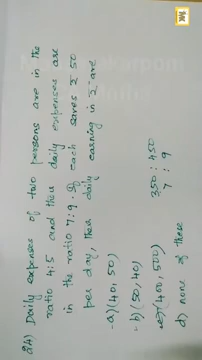 24) Daily expenses of two persons are in the
ratio 4:5 and their daily expenses are
in the ratio 7:9. If each saves ₹50
per day, their daily earning in ₹ are
a) (40, 50)
b) (50, 40)
c) (400, 500)
350 : 450
7 : 9
d) none of these